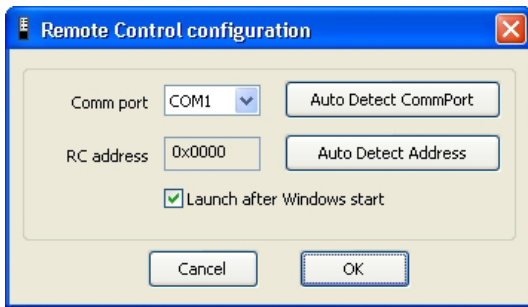 Remote Control configuration
Comm port COM1 Auto Detect CommPort
RC address 0x0000 Auto Detect Address
Launch after Windows start
Cancel OK